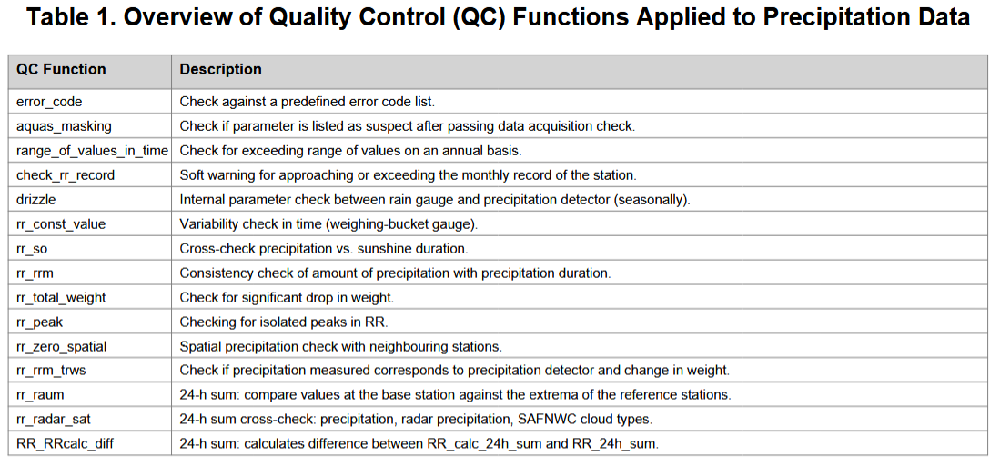 Table 1. Overview of Quality Control (QC) Functions Applied to Precipitation Data
QC Function Description
error_code Check against a predefined error code list.
aquas_masking Check if parameter is listed as suspect after passing data acquisition check.
range_of_values_in_time Check for exceeding range of values on an annual basis.
check_rr_record Soft warning for approaching or exceeding the monthly record of the station.
drizzle Internal parameter check between rain gauge and precipitation detector (seasonally).
rr_const_value Variability check in time (weighing-bucket gauge).
rr_so Cross-check precipitation vs. sunshine duration.
rr_rrm Consistency check of amount of precipitation with precipitation duration.
rr_total_weight Check for significant drop in weight.
rr_peak Checking for isolated peaks in RR.
rr_zero_spatial Spatial precipitation check with neighbouring stations.
rr_rrm_trws Check if precipitation measured corresponds to precipitation detector and change in weight.
rr_raum 24-h sum: compare values at the base station against the extrema of the reference stations.
rr_radar_sat 24-h sum cross-check: precipitation, radar precipitation, SAFNWC cloud types.
RR_RRcalc_diff 24-h sum: calculates difference between RR_calc_24h_sum and RR_24h_sum.